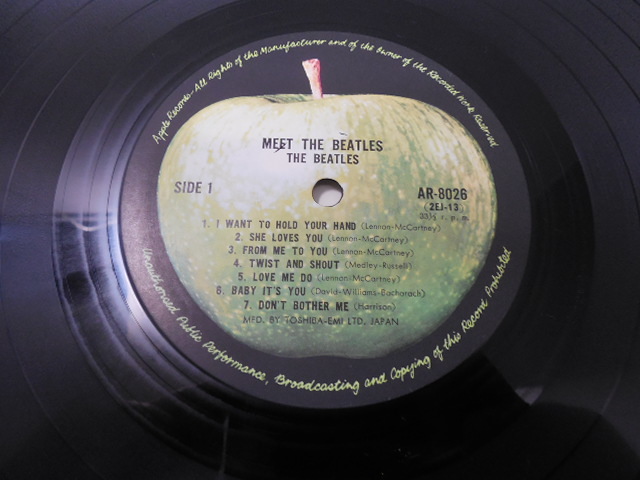 Apple Records-All Rights of the Manufacturer and of the Owner of the Recorded Work Reserved
MEET THE BEATLES
THE BEATLES
SIDE 1
AR-8026
(2EJ-13)
33⅓ r. p. m.
1. I WANT TO HOLD YOUR HAND (Lennon-McCartney)
2. SHE LOVES YOU (Lennon-McCartney)
3. FROM ME TO YOU (Lennon-McCartney)
4. TWIST AND SHOUT (Medley-Russell)
5. LOVE ME DO (Lennon-McCartney)
6. BABY IT'S YOU (David-Williams-Bacharach)
7. DON'T BOTHER ME (Harrison)
MFD. BY TOSHIBA-EMI LTD. JAPAN
Unauthorized Public Performance, Broadcasting and Copying of this Record Prohibited